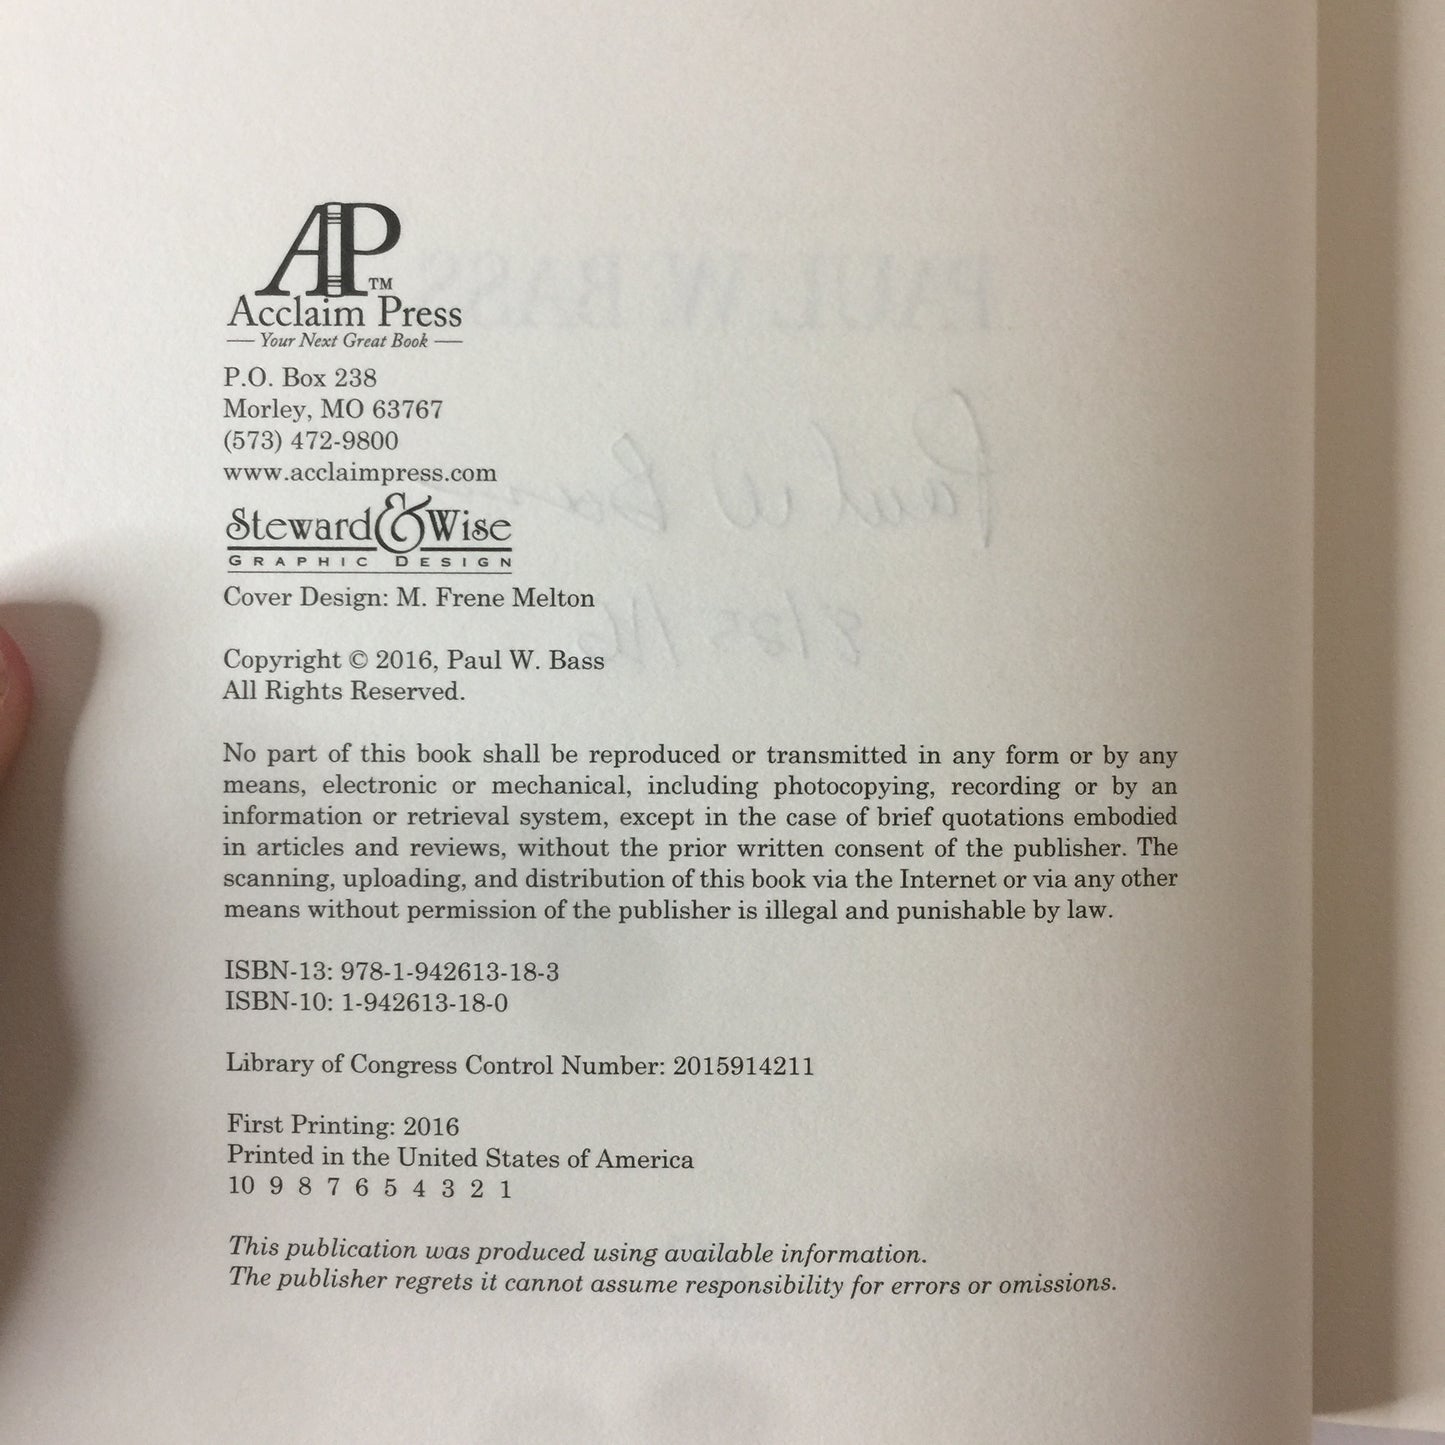 AP™
Acclaim Press
Your Next Great Book
P.O. Box 238
Morley, MO 63767
(573) 472-9800
www.acclaimpress.com
Steward & Wise
GRAPHIC DESIGN
Cover Design: M. Frene Melton
Copyright © 2016, Paul W. Bass
All Rights Reserved.
No part of this book shall be reproduced or transmitted in any form or by any
means, electronic or mechanical, including photocopying, recording or by an
information or retrieval system, except in the case of brief quotations embodied
in articles and reviews, without the prior written consent of the publisher. The
scanning, uploading, and distribution of this book via the Internet or via any other
means without permission of the publisher is illegal and punishable by law.
ISBN-13: 978-1-942613-18-3
ISBN-10: 1-942613-18-0
Library of Congress Control Number: 2015914211
First Printing: 2016
Printed in the United States of America
10 9 8 7 6 5 4 3 2 1
This publication was produced using available information.
The publisher regrets it cannot assume responsibility for errors or omissions.
PAUL W. BASS
Paul W Bass